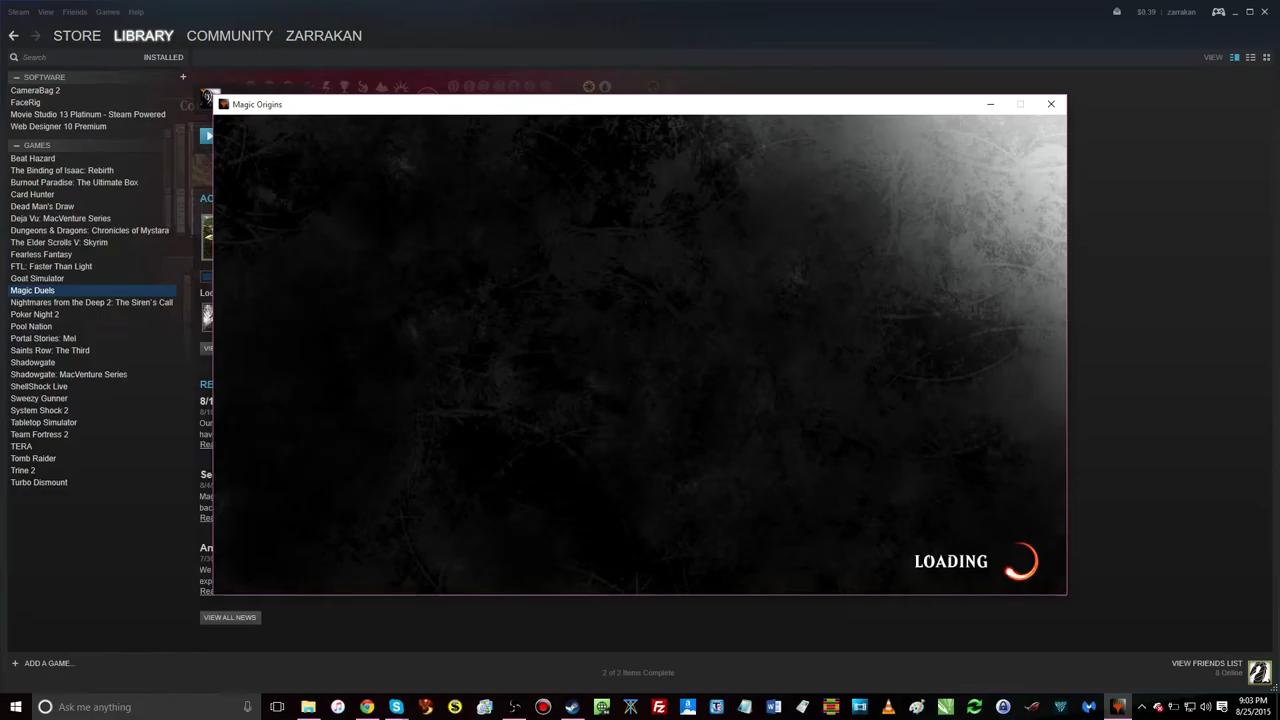 Steam View Friends Games Help
$0.39 zarrakan
STORE LIBRARY COMMUNITY ZARRAKAN
Search INSTALLED
VIEW
— SOFTWARE +
CameraBag 2
FaceRig
Movie Studio 13 Platinum - Steam Powered
Web Designer 10 Premium
— GAMES
Beat Hazard
The Binding of Isaac: Rebirth
Burnout Paradise: The Ultimate Box
Card Hunter
Dead Man's Draw
Deja Vu: MacVenture Series
Dungeons & Dragons: Chronicles of Mystara
The Elder Scrolls V: Skyrim
Fearless Fantasy
FTL: Faster Than Light
Goat Simulator
Magic Duels
Nightmares from the Deep 2: The Siren's Call
Poker Night 2
Pool Nation
Portal Stories: Mel
Saints Row: The Third
Shadowgate
Shadowgate: MacVenture Series
ShellShock Live
Sweezy Gunner
System Shock 2
Tabletop Simulator
Team Fortress 2
TERA
Tomb Raider
Trine 2
Turbo Dismount
Magic Origins
LOADING
VIEW ALL NEWS
+ ADD A GAME...
2 of 2 Items Complete
VIEW FRIENDS LIST
8 Online
Ask me anything
9:03 PM
8/25/2015